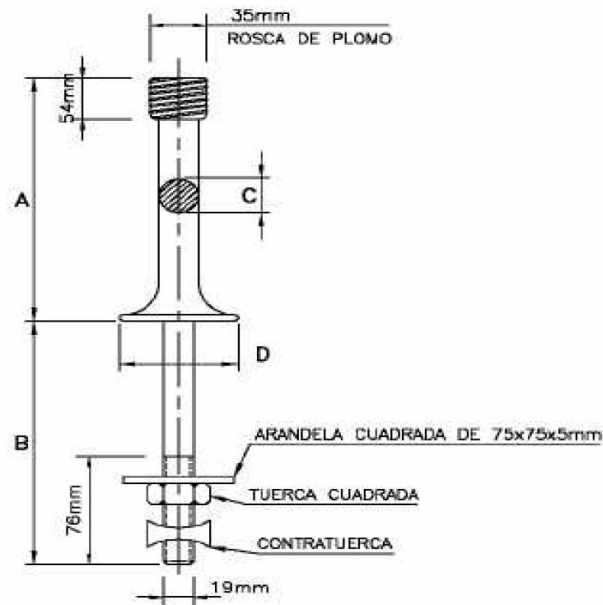 35mm
ROSCA DE PLOMO
54mm
A
C
D
B
ARANDELA CUADRADA DE 75x75x5mm
TUERCA CUADRADA
76mm
CONTRATUERCA
19mm